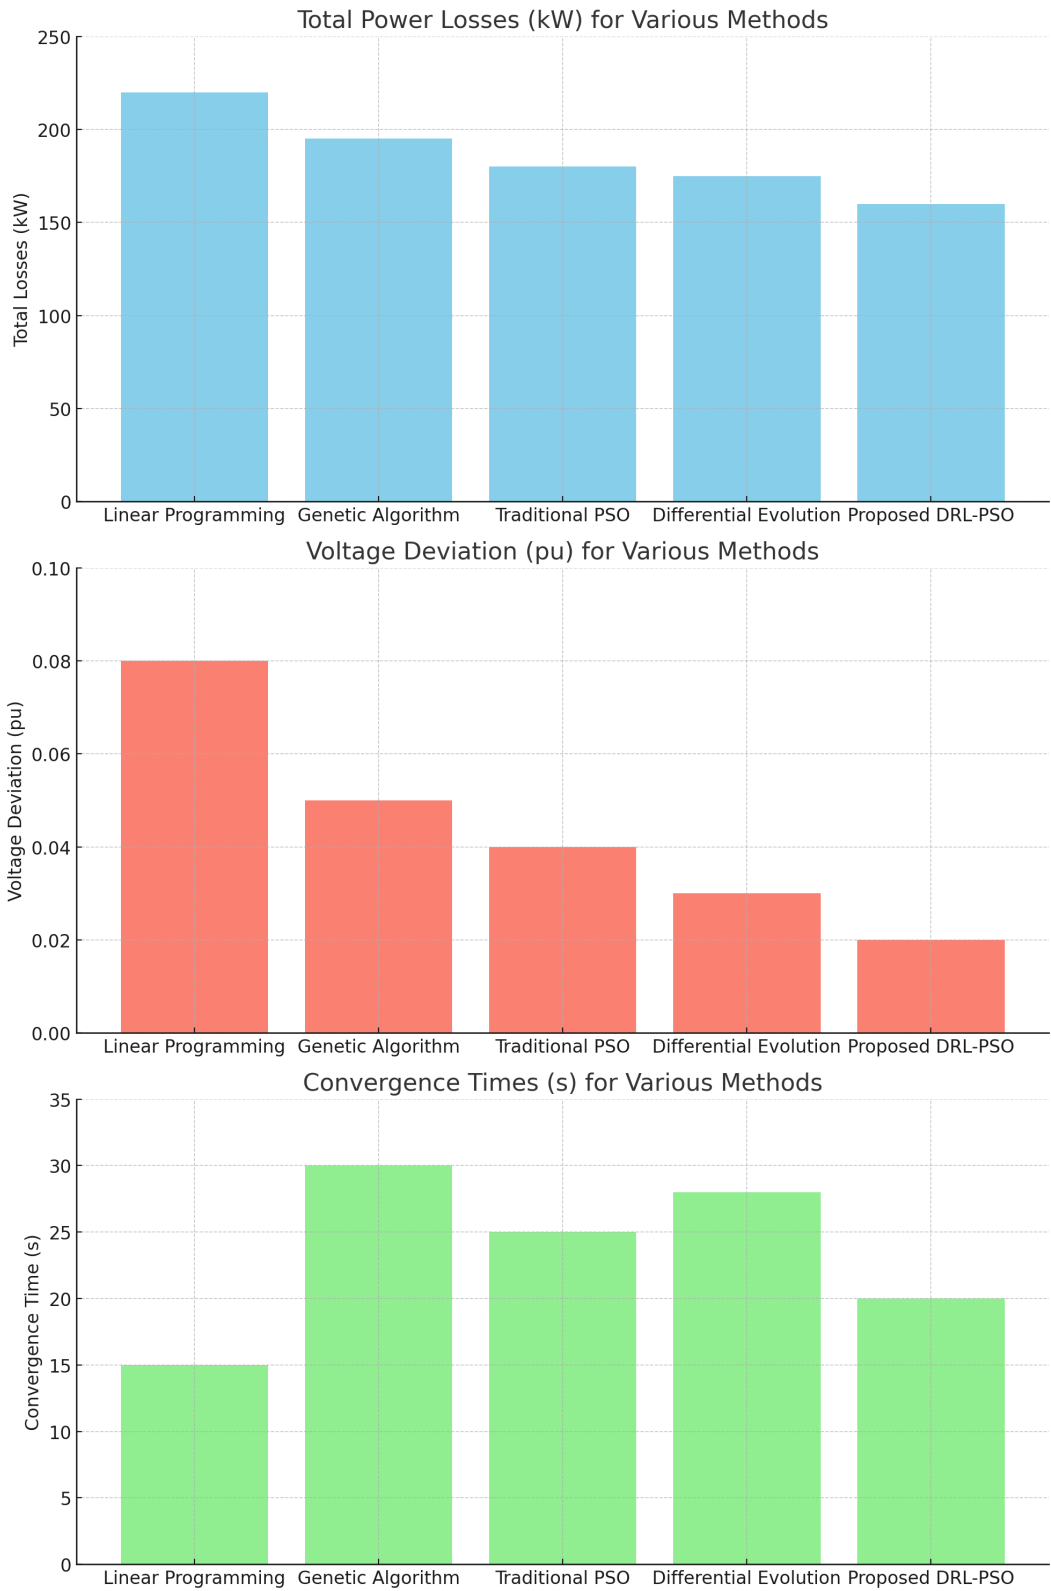 Total Power Losses (kW) for Various Methods
250
200
150
100
50
0
Total Losses (kW)
Linear Programming Genetic Algorithm Traditional PSO Differential Evolution Proposed DRL-PSO
Voltage Deviation (pu) for Various Methods
0.10
0.08
0.06
0.04
0.02
0.00
Voltage Deviation (pu)
Linear Programming Genetic Algorithm Traditional PSO Differential Evolution Proposed DRL-PSO
Convergence Times (s) for Various Methods
35
30
25
20
15
10
5
0
Convergence Time (s)
Linear Programming Genetic Algorithm Traditional PSO Differential Evolution Proposed DRL-PSO